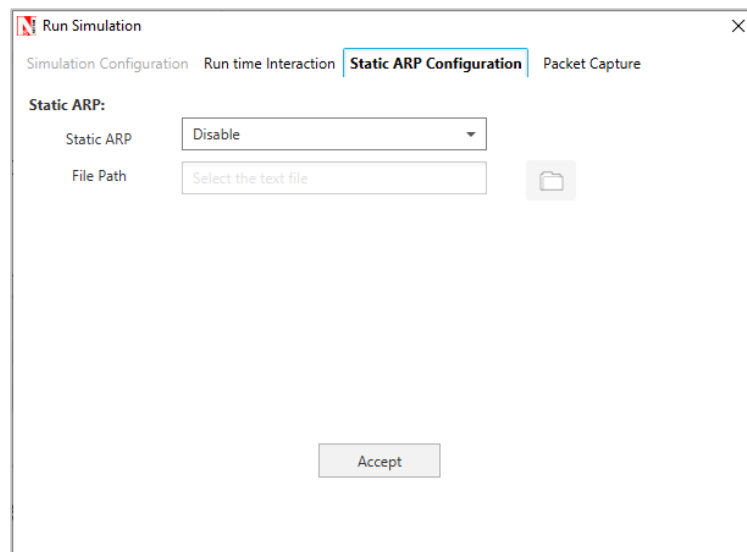 Run Simulation
Simulation Configuration Run time Interaction Static ARP Configuration Packet Capture
Static ARP:
Static ARP Disable
File Path Select the text file
Accept